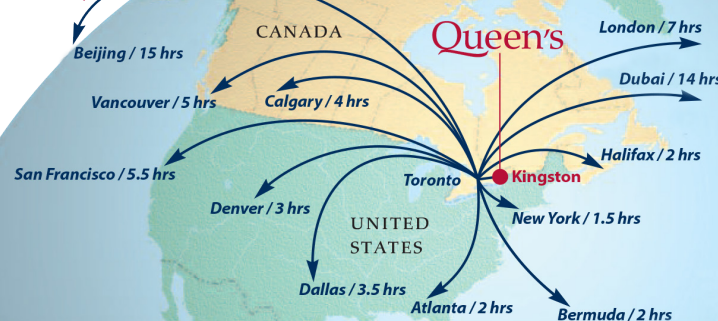 CANADA
Queen's
London / 7 hrs
Beijing / 15 hrs
Dubai / 14 hrs
Vancouver / 5 hrs
Calgary / 4 hrs
Halifax / 2 hrs
San Francisco / 5.5 hrs
Toronto
Kingston
Denver / 3 hrs
New York / 1.5 hrs
UNITED
STATES
Dallas / 3.5 hrs
Atlanta / 2 hrs
Bermuda / 2 hrs